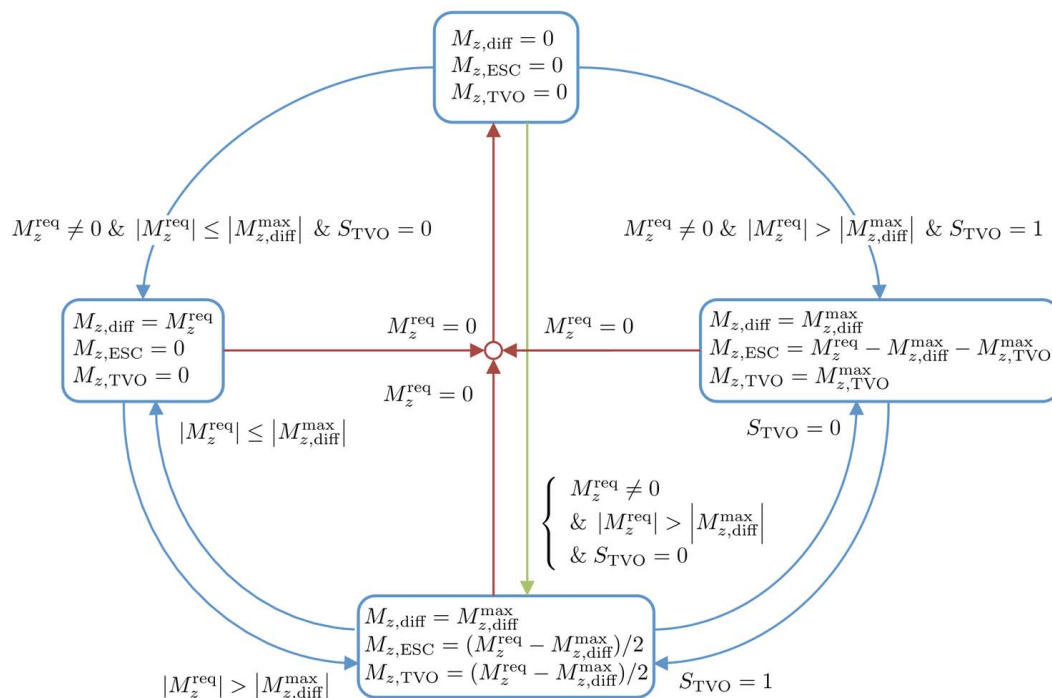 M_{z,diff} = 0
M_{z,ESC} = 0
M_{z,TVO} = 0
M_z^{req} ≠ 0 & |M_z^{req}| ≤ |M_{z,diff}^{max}| & S_{TVO} = 0
M_z^{req} ≠ 0 & |M_z^{req}| > |M_{z,diff}^{max}| & S_{TVO} = 1
M_{z,diff} = M_z^{req}
M_{z,ESC} = 0
M_{z,TVO} = 0
M_z^{req} = 0
M_z^{req} = 0
M_z^{req} = 0
M_{z,diff} = M_{z,diff}^{max}
M_{z,ESC} = M_z^{req} − M_{z,diff}^{max} − M_{z,TVO}^{max}
M_{z,TVO} = M_{z,TVO}^{max}
|M_z^{req}| ≤ |M_{z,diff}^{max}|
S_{TVO} = 0
M_z^{req} ≠ 0
& |M_z^{req}| > |M_{z,diff}^{max}|
& S_{TVO} = 0
M_{z,diff} = M_{z,diff}^{max}
M_{z,ESC} = (M_z^{req} − M_{z,diff}^{max})/2
M_{z,TVO} = (M_z^{req} − M_{z,diff}^{max})/2
|M_z^{req}| > |M_{z,diff}^{max}|
S_{TVO} = 1